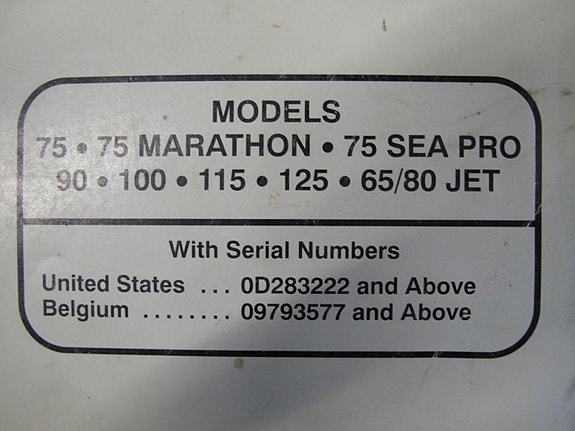 MODELS
75 • 75 MARATHON • 75 SEA PRO
90 • 100 • 115 • 125 • 65/80 JET
With Serial Numbers
United States ... 0D283222 and Above
Belgium ........ 09793577 and Above